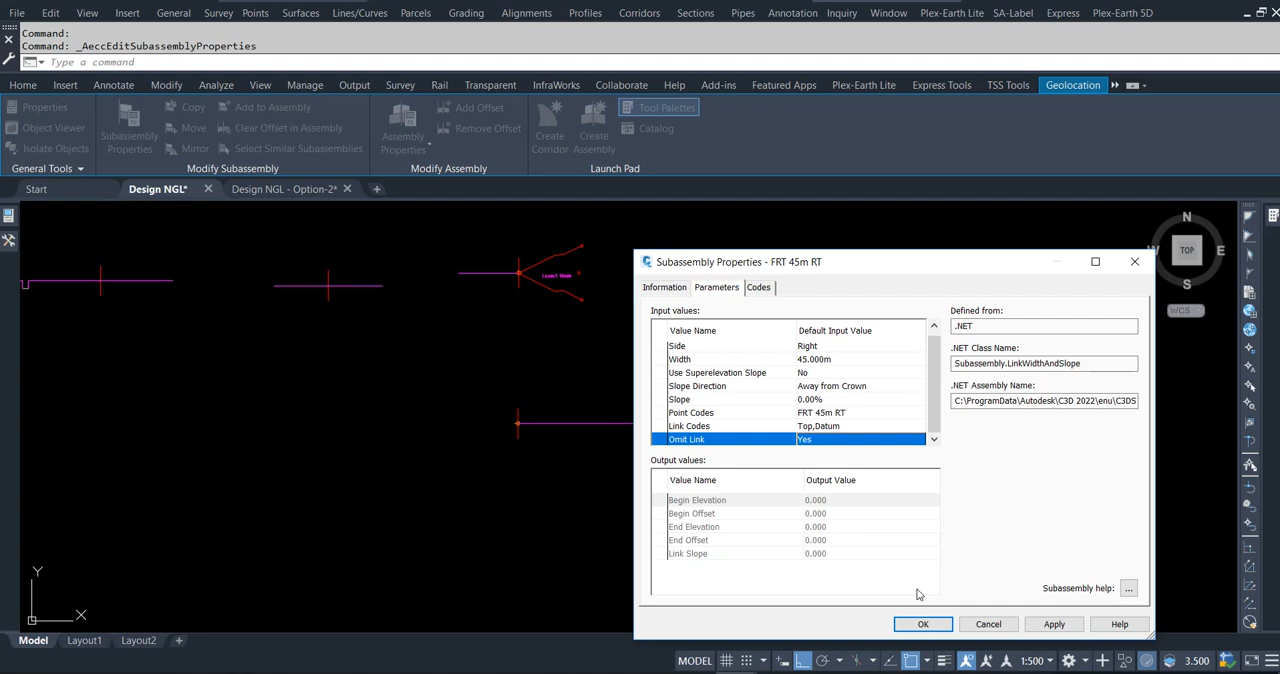 File Edit View Insert General Survey Points Surfaces Lines/Curves Parcels Grading Alignments Profiles Corridors Sections Pipes Annotation Inquiry Window Plex-Earth Lite SA-Label Express Plex-Earth 5D
Command:
Command: _AeccEditSubassemblyProperties
Type a command
Home Insert Annotate Modify Analyze View Manage Output Survey Rail Transparent InfraWorks Collaborate Help Add-ins Featured Apps Plex-Earth Lite Express Tools TSS Tools Geolocation
Properties Copy Add to Assembly Add Offset Tool Palettes
Object Viewer Move Clear Offset in Assembly Remove Offset Catalog
Subassembly Properties Assembly Properties Create Corridor Create Assembly
Isolate Objects Mirror Select Similar Subassemblies
General Tools Modify Subassembly Modify Assembly Launch Pad
Start Design NGL* Design NGL - Option-2*
N
W TOP E
S
WCS
Layout Mode
Subassembly Properties - FRT 45m RT
Information Parameters Codes
Input values: Defined from:
.NET
Value Name Default Input Value
Side Right
.NET Class Name:
Width 45.000m
Subassembly.LinkWidthAndSlope
Use Superelevation Slope No
Slope Direction Away from Crown
.NET Assembly Name:
Slope 0.00%
C:\ProgramData\Autodesk\C3D 2022\enu\C3DS
Point Codes FRT 45m RT
Link Codes Top,Datum
Omit Link Yes
Output values:
Value Name Output Value
Begin Elevation 0.000
Begin Offset 0.000
End Elevation 0.000
End Offset 0.000
Link Slope 0.000
Subassembly help: ...
OK Cancel Apply Help
Y
X
Model Layout1 Layout2
MODEL 1:500 3.500